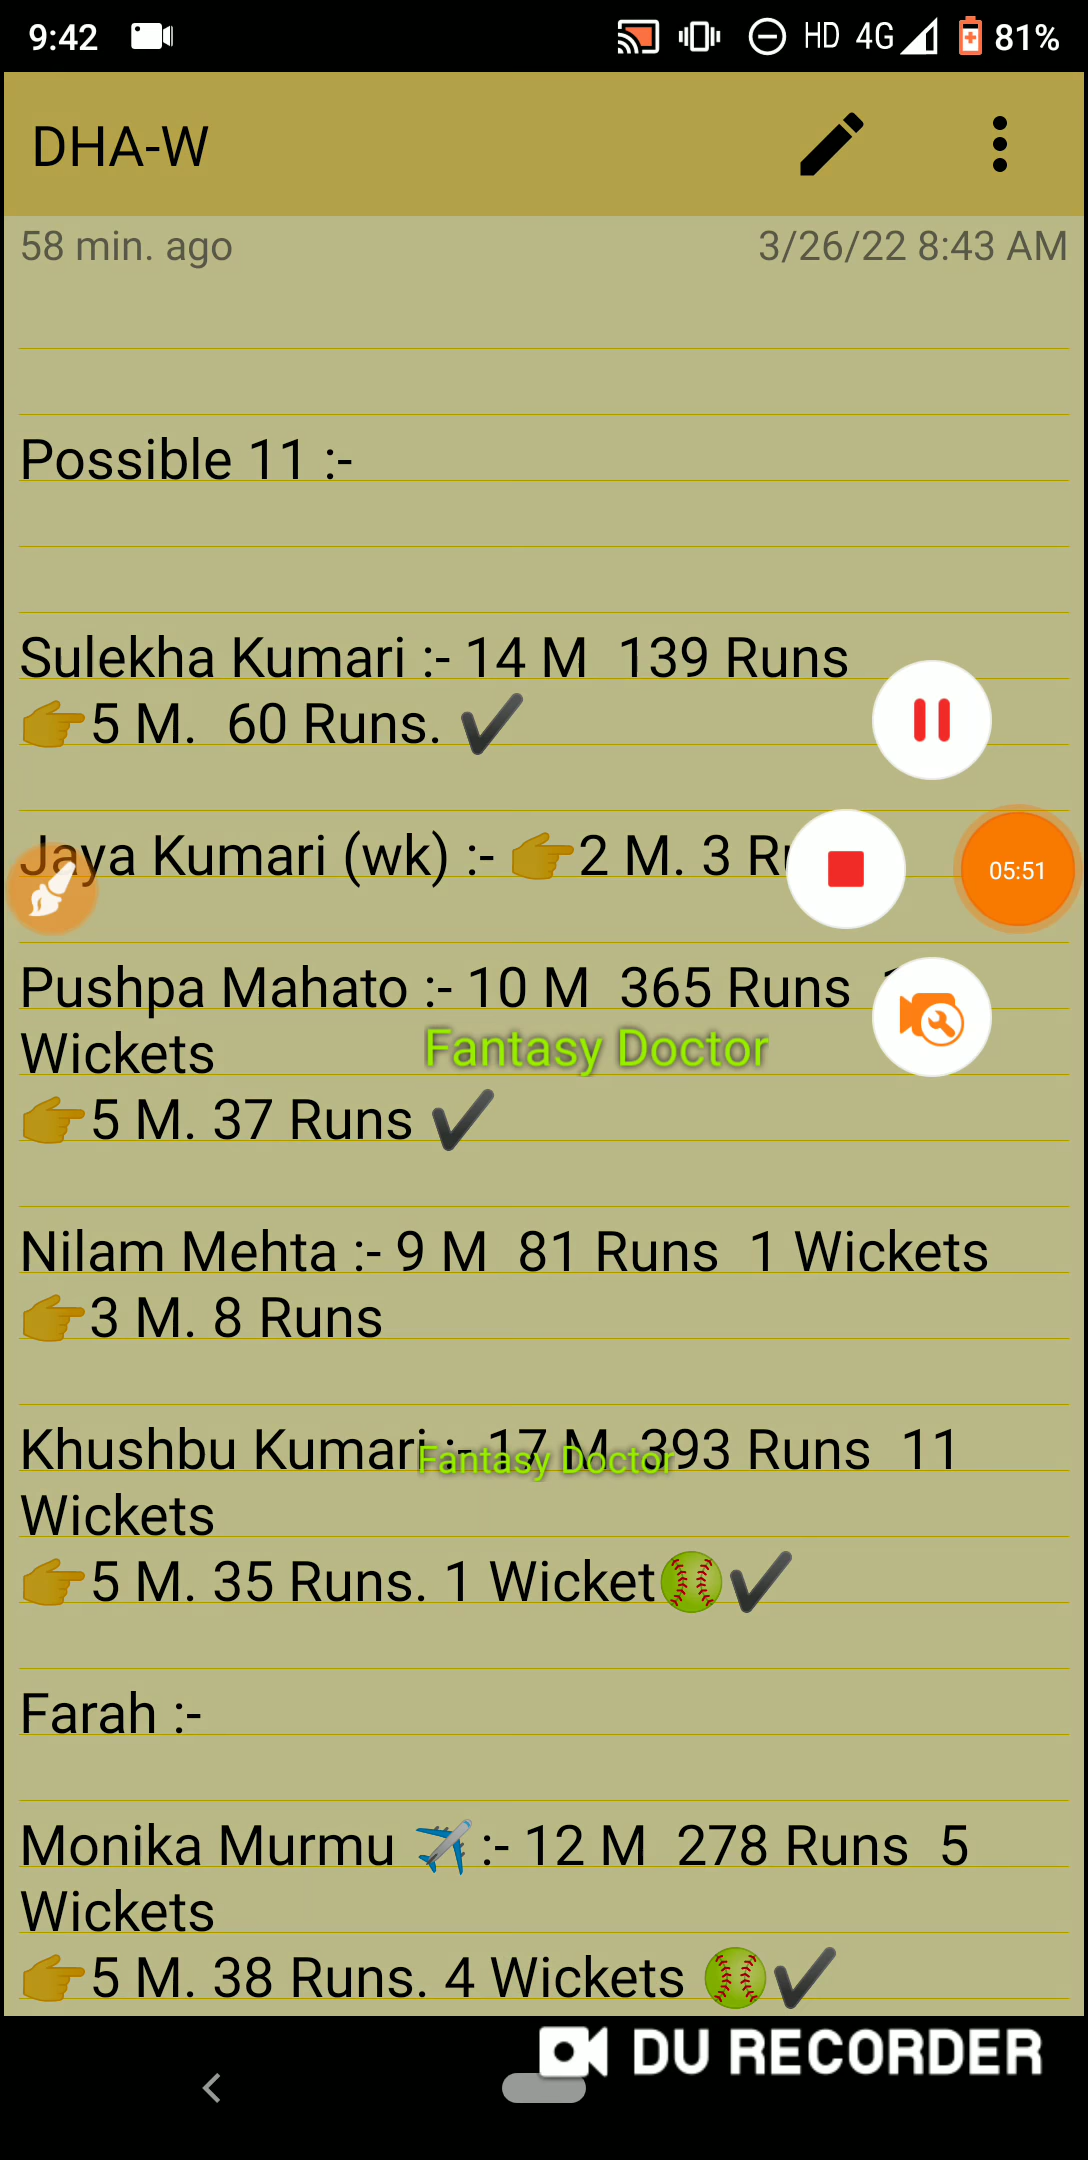 9:42 HD 4G 81%
DHA-W
58 min. ago 3/26/22 8:43 AM
Possible 11 :-
Sulekha Kumari :- 14 M 139 Runs
👉5 M. 60 Runs. ✔
Jaya Kumari (wk) :- 👉2 M. 3
05:51
Pushpa Mahato :- 10 M 365 Runs
Wickets
Fantasy Doctor
👉5 M. 37 Runs ✔
Nilam Mehta :- 9 M 81 Runs 1 Wickets
👉3 M. 8 Runs
Khushbu Kumari :- 17 M 393 Runs 11
Fantasy Doctor
Wickets
👉5 M. 35 Runs. 1 Wicket🥎✔
Farah :-
Monika Murmu ✈:- 12 M 278 Runs 5
Wickets
👉5 M. 38 Runs. 4 Wickets 🥎✔
DU RECORDER